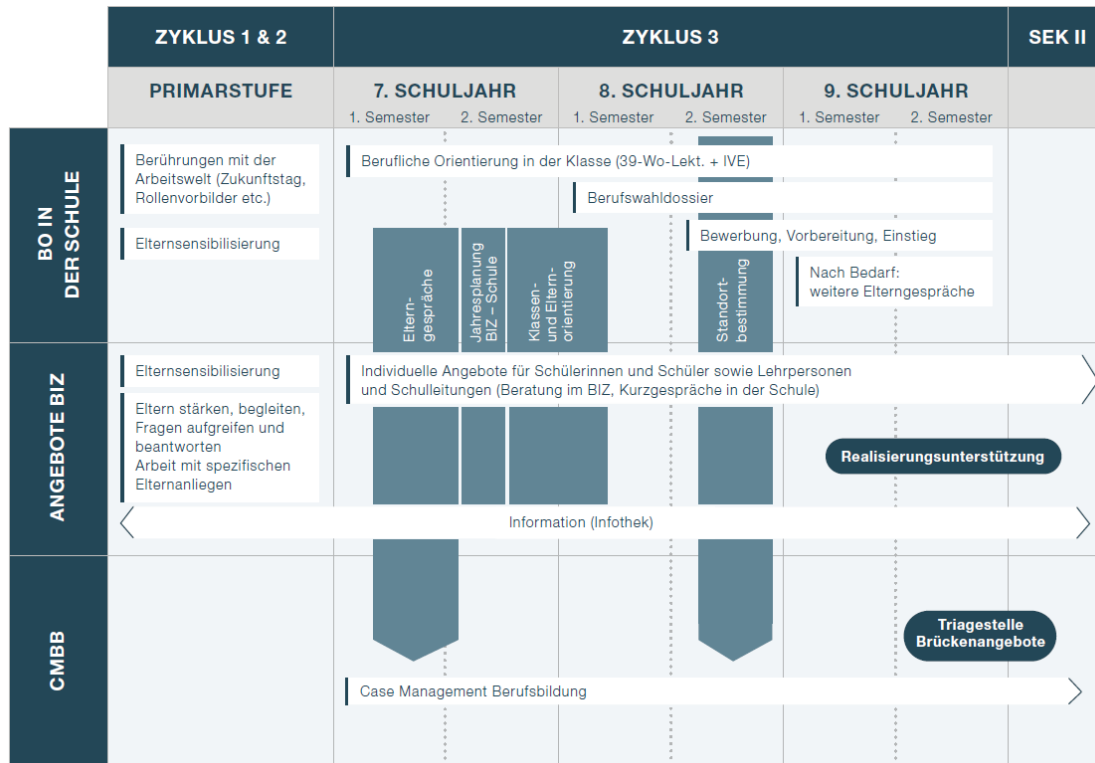 ZYKLUS 1 & 2
ZYKLUS 3
SEK II
PRIMARSTUFE
7. SCHULJAHR
8. SCHULJAHR
9. SCHULJAHR
1. Semester
2. Semester
1. Semester
2. Semester
1. Semester
2. Semester
BO IN
DER SCHULE
Berührungen mit der
Arbeitswelt (Zukunftstag,
Rollenvorbilder etc.)
Elternsensibilisierung
Berufliche Orientierung in der Klasse (39-Wo-Lekt. + IVE)
Berufswahldossier
Bewerbung, Vorbereitung, Einstieg
Nach Bedarf:
weitere Elterngespräche
Eltern-
gespräche
Jahresplanung
BIZ – Schule
Klassen-
und Eltern-
orientierung
Standort-
bestimmung
ANGEBOTE BIZ
Elternsensibilisierung
Eltern stärken, begleiten,
Fragen aufgreifen und
beantworten
Arbeit mit spezifischen
Elternanliegen
Individuelle Angebote für Schülerinnen und Schüler sowie Lehrpersonen
und Schulleitungen (Beratung im BIZ, Kurzgespräche in der Schule)
Realisierungsunterstützung
Information (Infothek)
CMBB
Triagestelle
Brückenangebote
Case Management Berufsbildung